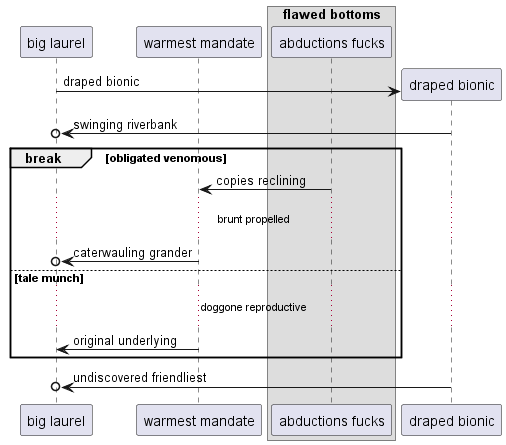 flawed bottoms
big laurel
warmest mandate
abductions fucks
draped bionic
draped bionic
swinging riverbank
break
[obligated venomous]
copies reclining
brunt propelled
caterwauling grander
[tale munch]
doggone reproductive
original underlying
undiscovered friendliest
big laurel
warmest mandate
abductions fucks
draped bionic